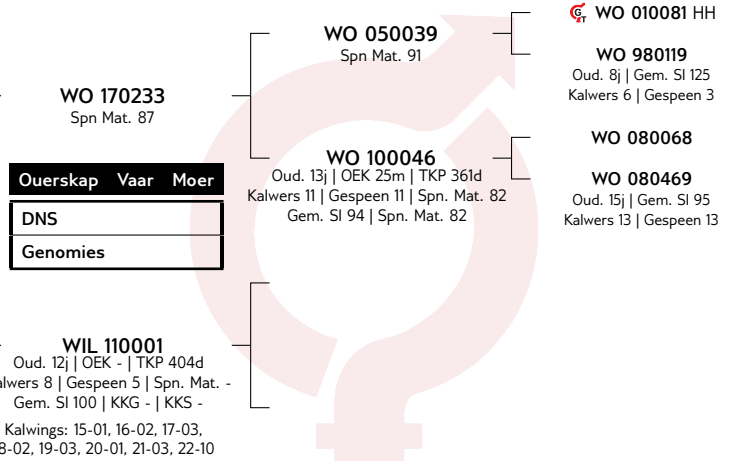 WO 010081 HH
WO 050039
Spn Mat. 91
WO 980119
Oud. 8j | Gem. SI 125
Kalwers 6 | Gespeen 3
WO 170233
Spn Mat. 87
WO 080068
WO 100046
Oud. 13j | OEK 25m | TKP 361d
Kalwers 11 | Gespeen 11 | Spn. Mat. 82
Gem. SI 94 | Spn. Mat. 82
WO 080469
Oud. 15j | Gem. SI 95
Kalwers 13 | Gespeen 13
Ouerskap Vaar Moer
DNS
Genomies
WIL 110001
Oud. 12j | OEK - | TKP 404d
alwers 8 | Gespeen 5 | Spn. Mat. -
Gem. SI 100 | KKG - | KKS -
Kalwings: 15-01, 16-02, 17-03,
8-02, 19-03, 20-01, 21-03, 22-10